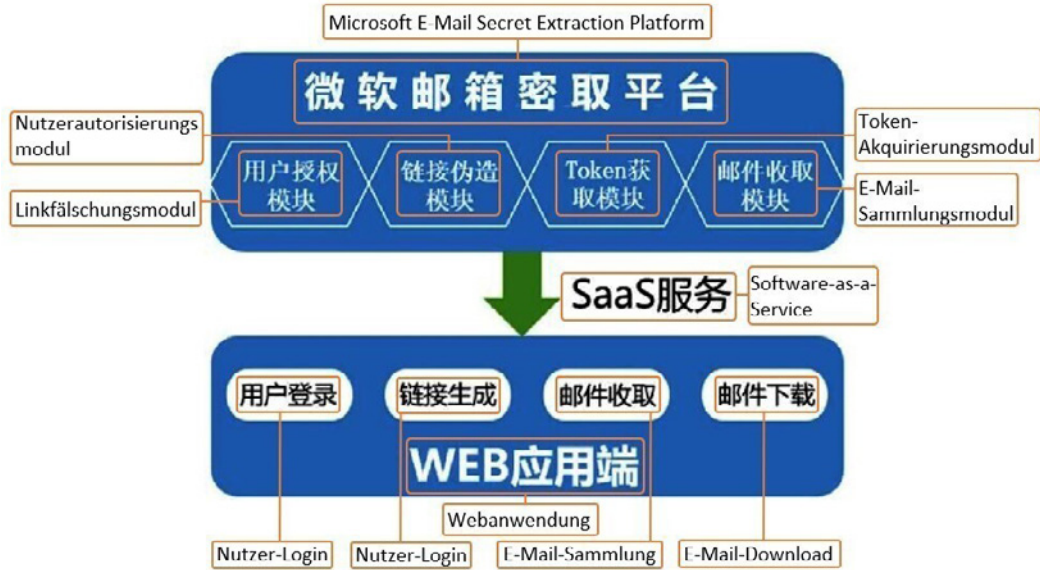 Microsoft E-Mail Secret Extraction Platform
微软邮箱密取平台
Nutzerautorisierungs
modul
Token-
Akquirierungsmodul
用户授权
模块
链接伪造
模块
Token获
取模块
邮件收取
模块
Linkfälschungsmodul
E-Mail-
Sammlungsmodul
SaaS服务
Software-as-a-
Service
用户登录
链接生成
邮件收取
邮件下载
WEB应用端
Webanwendung
Nutzer-Login
Nutzer-Login
E-Mail-Sammlung
E-Mail-Download